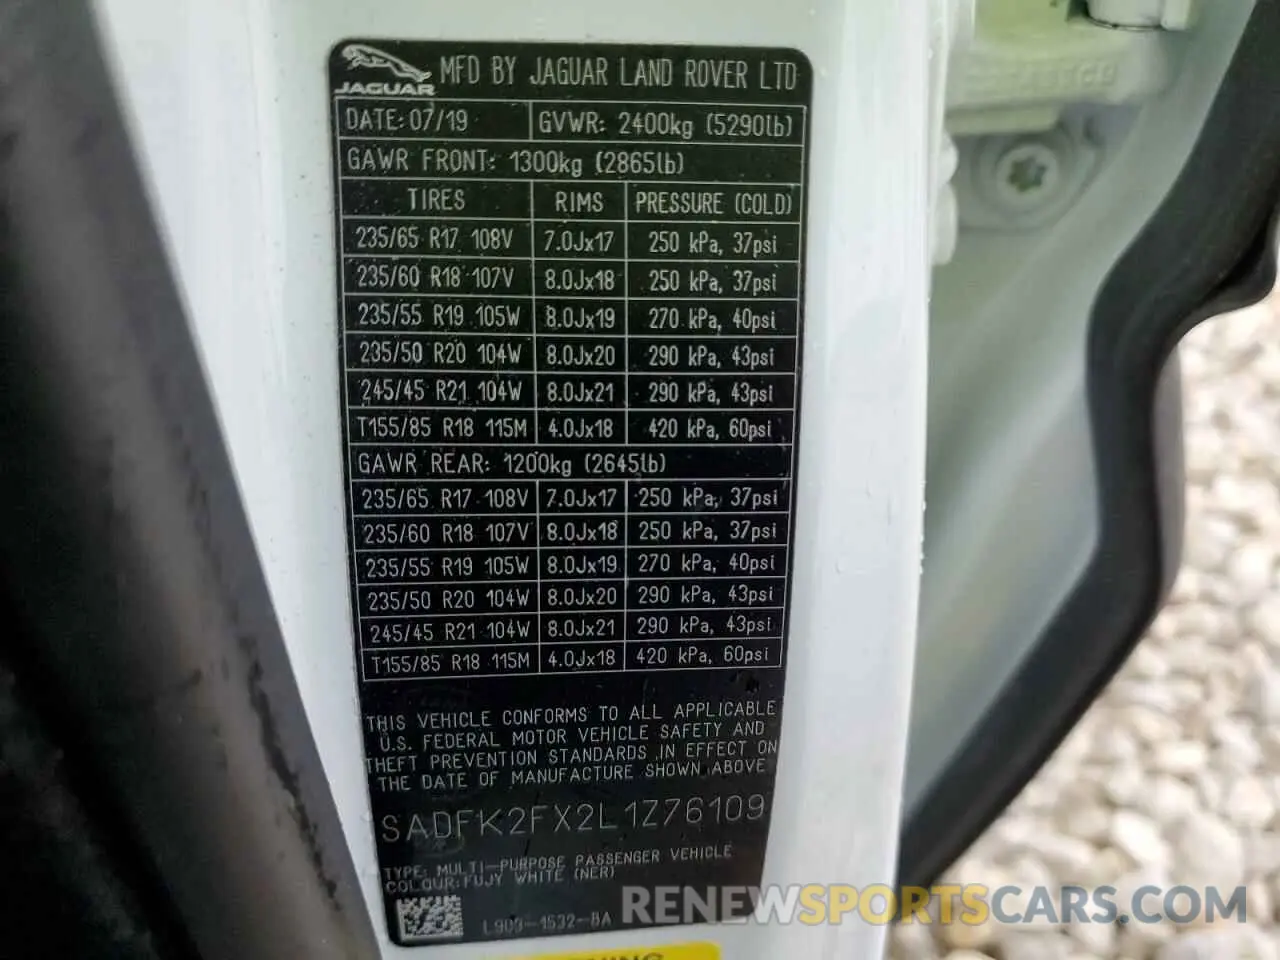 JAGUAR MFD BY JAGUAR LAND ROVER LTD
DATE: 07/19 GVWR: 2400kg (5290lb)
GAWR FRONT: 1300kg (2865lb)
TIRES RIMS PRESSURE (COLD)
235/65 R17 108V 7.0Jx17 250 kPa, 37psi
235/60 R18 107V 8.0Jx18 250 kPa, 37psi
235/55 R19 105W 8.0Jx19 270 kPa, 40psi
235/50 R20 104W 8.0Jx20 290 kPa, 43psi
245/45 R21 104W 8.0Jx21 290 kPa, 43psi
T155/85 R18 115M 4.0Jx18 420 kPa, 60psi
GAWR REAR: 1200kg (2645lb)
235/65 R17 108V 7.0Jx17 250 kPa, 37psi
235/60 R18 107V 8.0Jx18 250 kPa, 37psi
235/55 R19 105W 8.0Jx19 270 kPa, 40psi
235/50 R20 104W 8.0Jx20 290 kPa, 43psi
245/45 R21 104W 8.0Jx21 290 kPa, 43psi
T155/85 R18 115M 4.0Jx18 420 kPa, 60psi
THIS VEHICLE CONFORMS TO ALL APPLICABLE
U.S. FEDERAL MOTOR VEHICLE SAFETY AND
THEFT PREVENTION STANDARDS IN EFFECT ON
THE DATE OF MANUFACTURE SHOWN ABOVE
SADFK2FX2L1Z76109
TYPE: MULTI-PURPOSE PASSENGER VEHICLE
COLOUR: FUJY WHITE (NER)
RENEWSPORTSCARS.COM